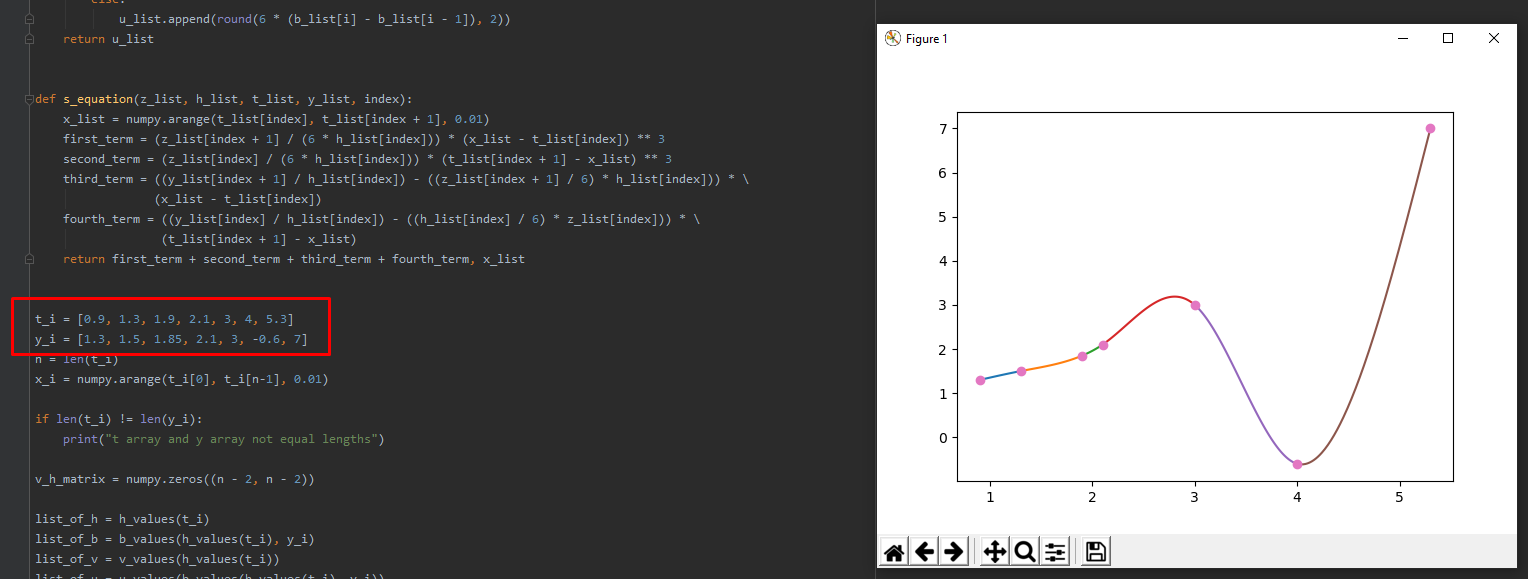 else:
u_list.append(round(6 * (b_list[i] - b_list[i - 1]), 2))
return u_list
def s_equation(z_list, h_list, t_list, y_list, index):
x_list = numpy.arange(t_list[index], t_list[index + 1], 0.01)
first_term = (z_list[index + 1] / (6 * h_list[index])) * (x_list - t_list[index]) ** 3
second_term = (z_list[index] / (6 * h_list[index])) * (t_list[index + 1] - x_list) ** 3
third_term = ((y_list[index + 1] / h_list[index]) - ((z_list[index + 1] / 6) * h_list[index])) * \
(x_list - t_list[index])
fourth_term = ((y_list[index] / h_list[index]) - ((h_list[index] / 6) * z_list[index])) * \
(t_list[index + 1] - x_list)
return first_term + second_term + third_term + fourth_term, x_list
t_i = [0.9, 1.3, 1.9, 2.1, 3, 4, 5.3]
y_i = [1.3, 1.5, 1.85, 2.1, 3, -0.6, 7]
n = len(t_i)
x_i = numpy.arange(t_i[0], t_i[n-1], 0.01)
if len(t_i) != len(y_i):
print("t array and y array not equal lengths")
v_h_matrix = numpy.zeros((n - 2, n - 2))
list_of_h = h_values(t_i)
list_of_b = b_values(h_values(t_i), y_i)
list_of_v = v_values(h_values(t_i))
Figure 1
7
6
5
4
3
2
1
0
1
2
3
4
5